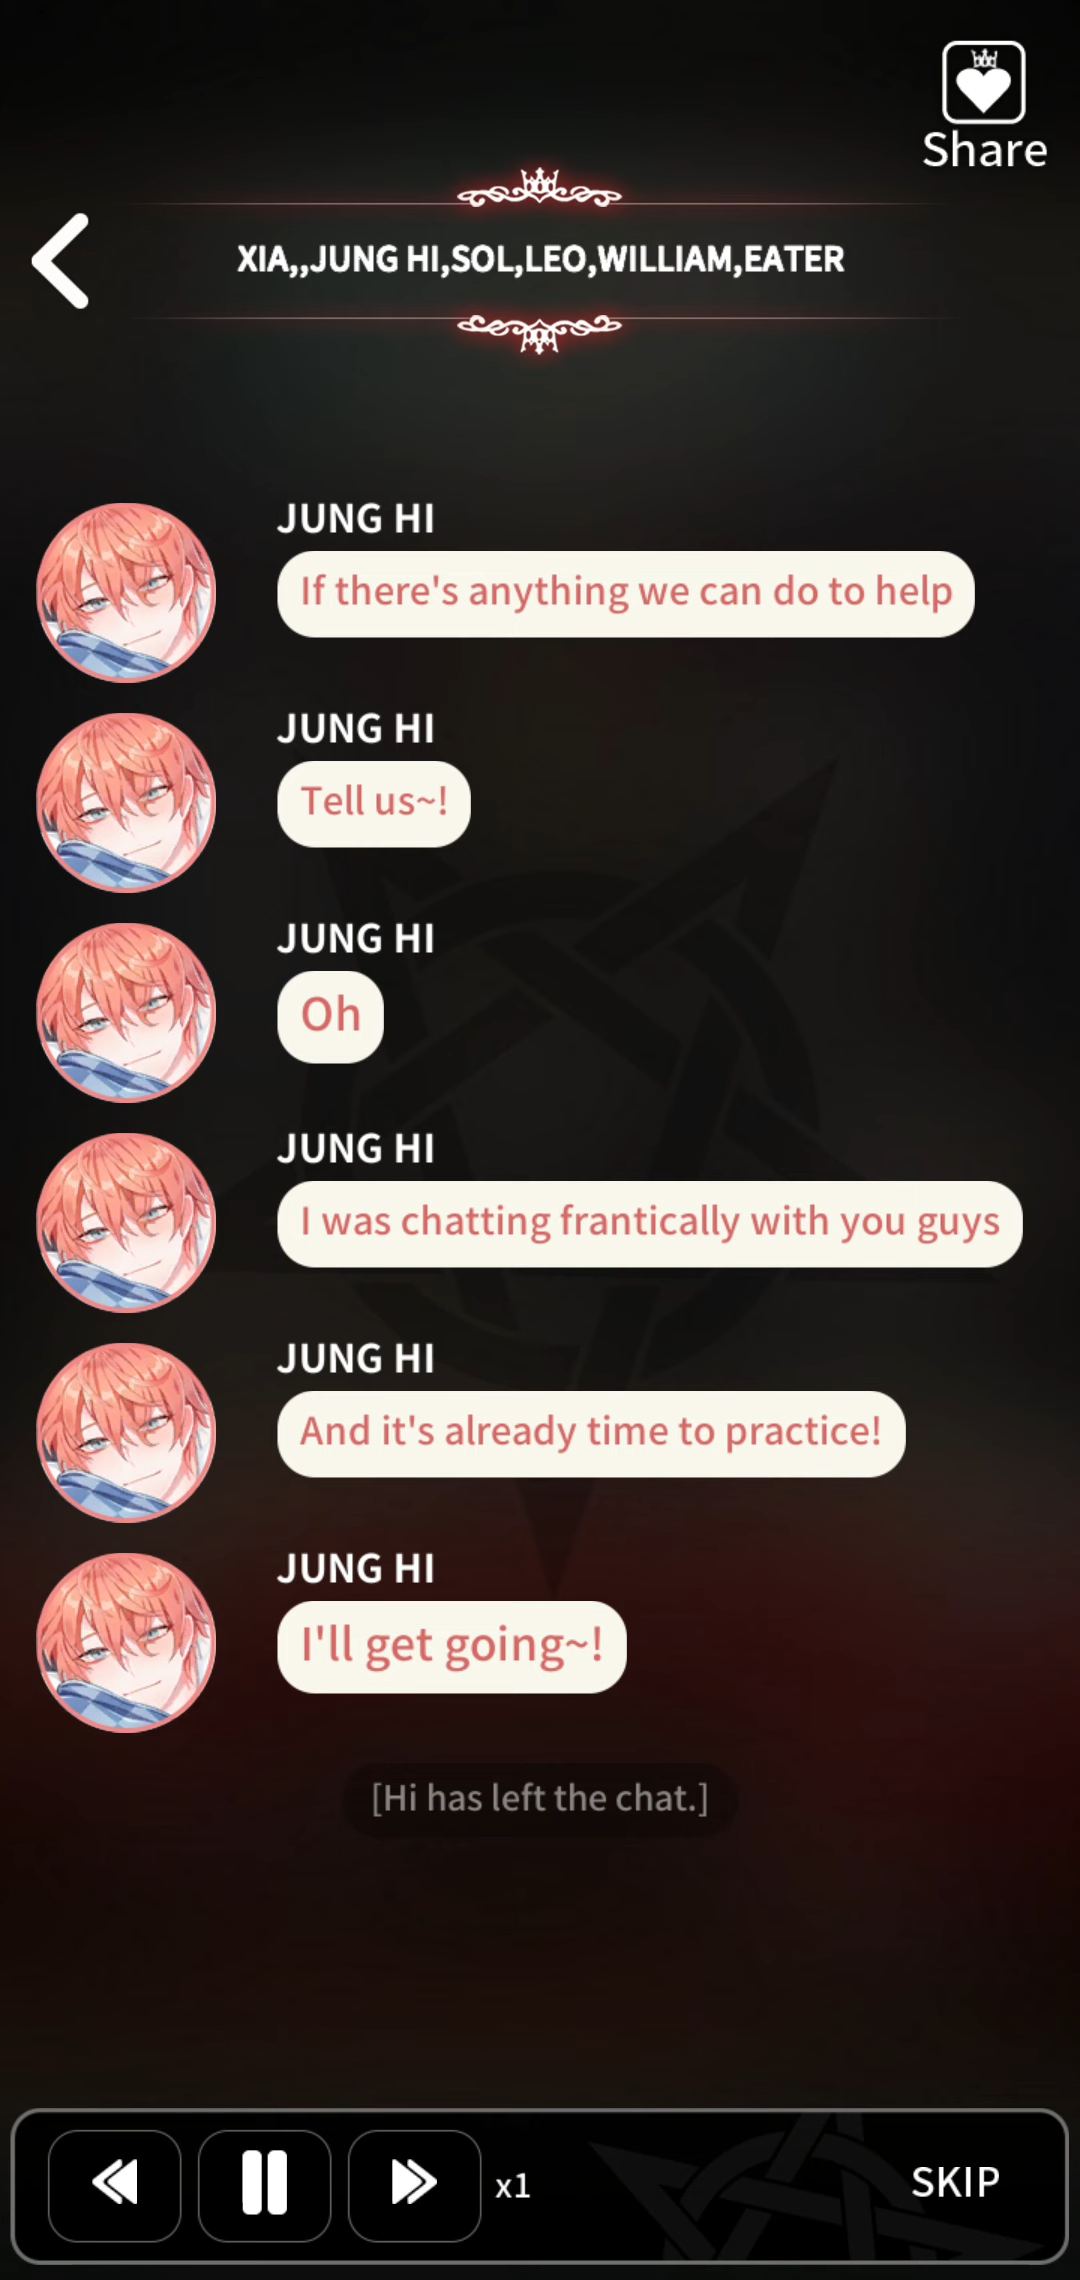 Share
XIA,,JUNG HI,SOL,LEO,WILLIAM,EATER
JUNG HI
If there's anything we can do to help
JUNG HI
Tell us~!
JUNG HI
Oh
JUNG HI
I was chatting frantically with you guys
JUNG HI
And it's already time to practice!
JUNG HI
I'll get going~!
[Hi has left the chat.]
x1
SKIP